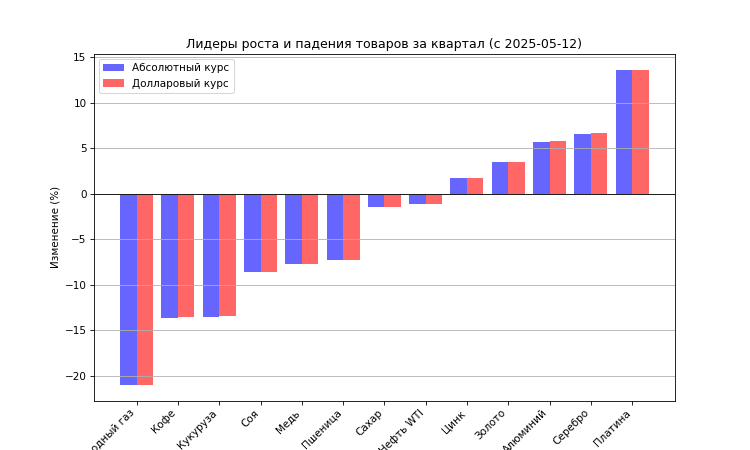 Лидеры роста и падения товаров за квартал (с 2025-05-12)
Абсолютный курс
Долларовый курс
Изменение (%)
15
10
5
0
−5
−10
−15
−20
одный газ
Кофе
Кукуруза
Соя
Медь
Пшеница
Сахар
Нефть WTI
Цинк
Золото
Алюминий
Серебро
Платина